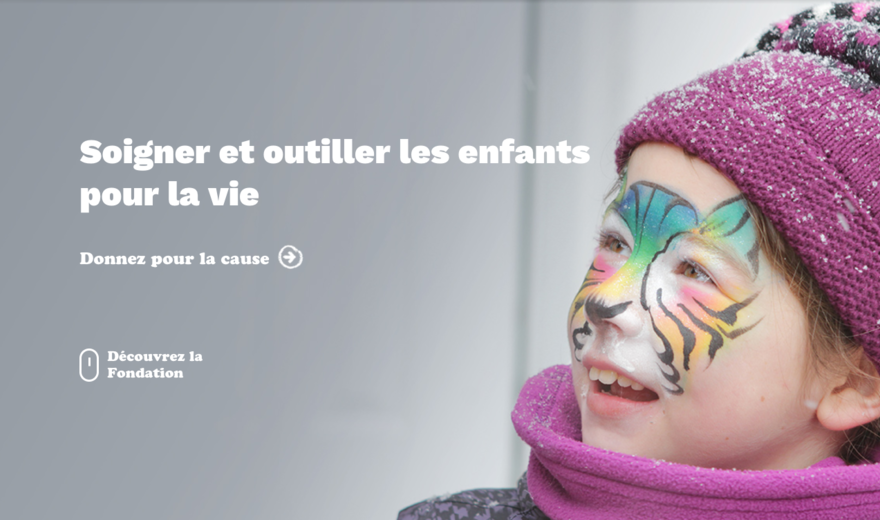 Soigner et outiller les enfants
pour la vie
Donnez pour la cause
Découvrez la
Fondation